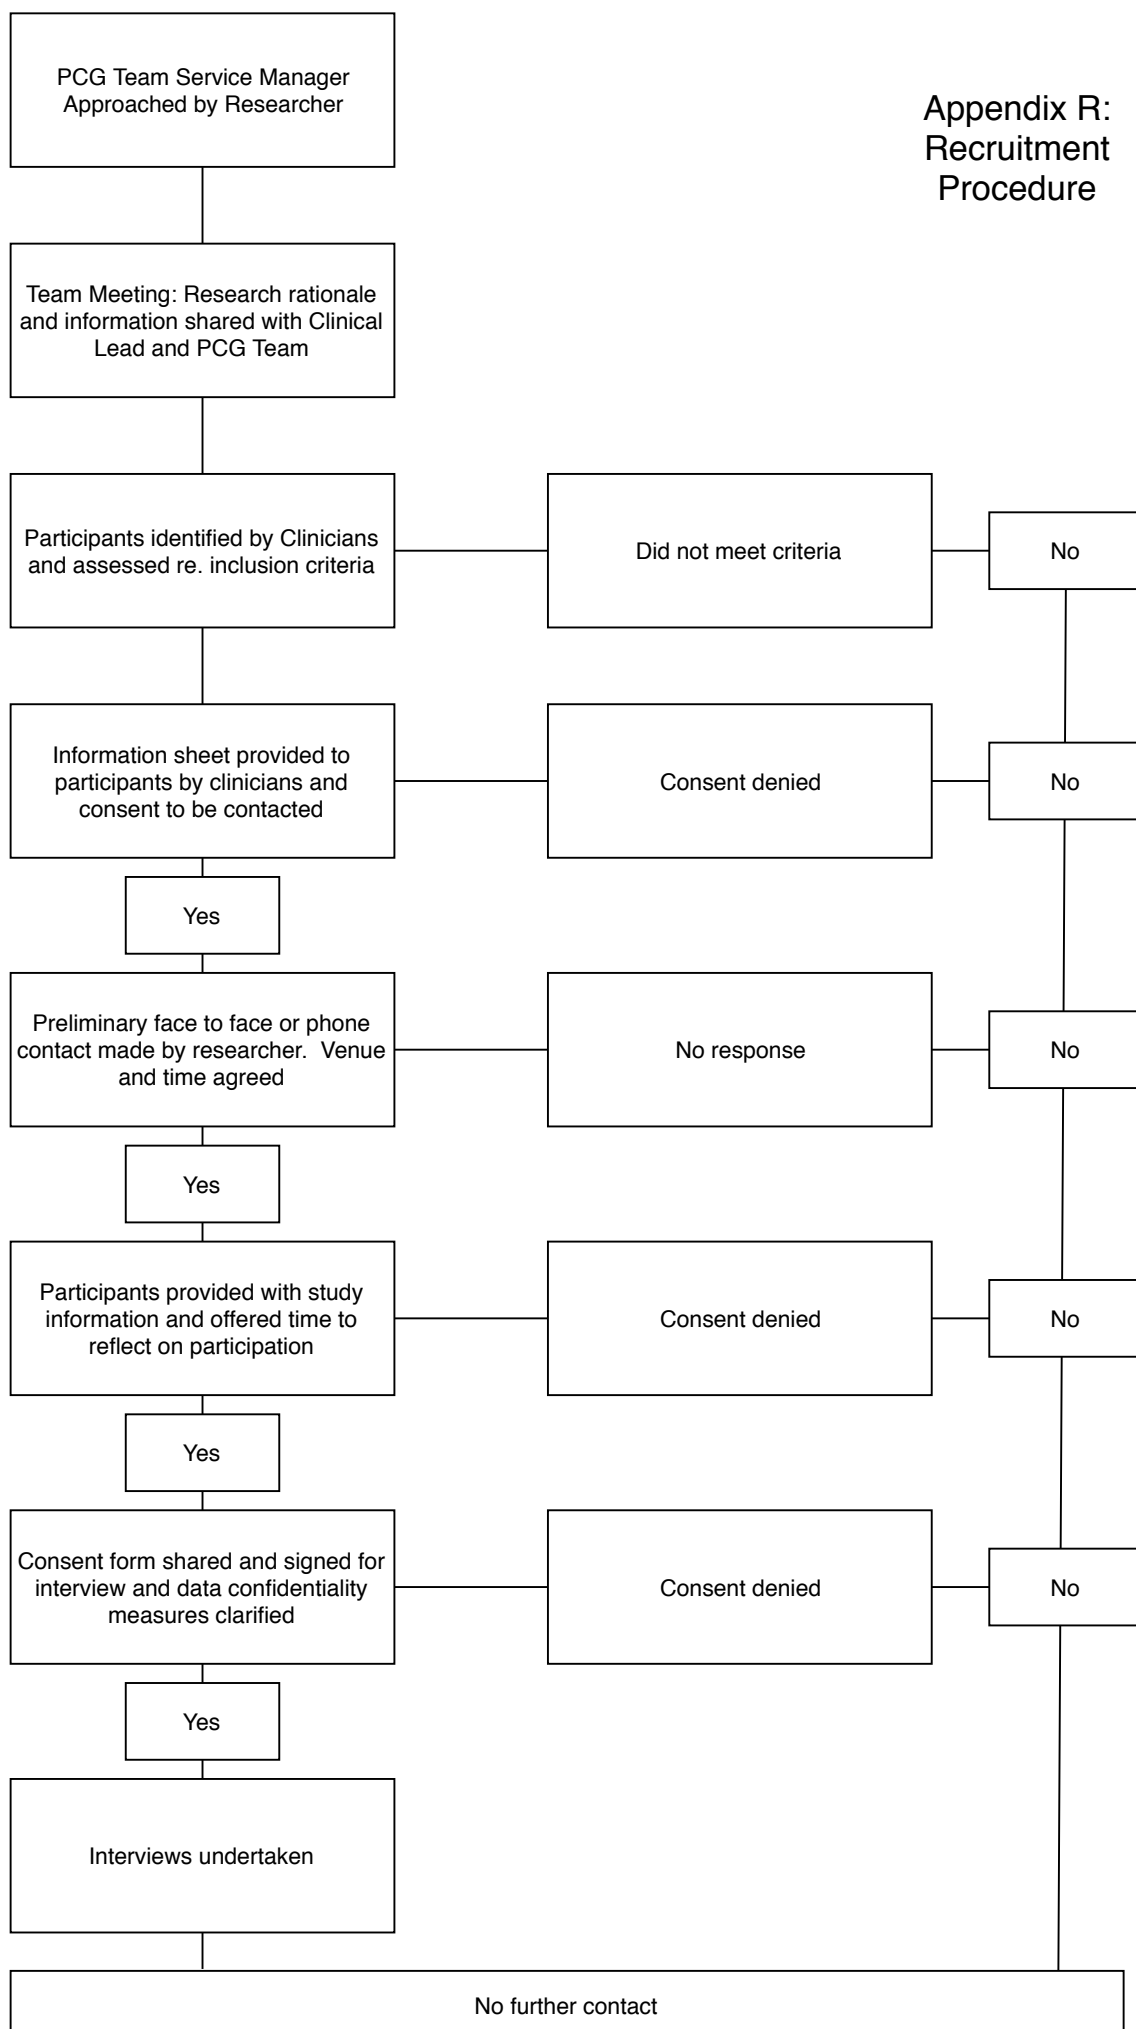 PCG Team Service Manager
Approached by Researcher
Appendix R:
Recruitment
Procedure
Team Meeting: Research rationale
and information shared with Clinical
Lead and PCG Team
Participants identified by Clinicians
and assessed re. inclusion criteria
Did not meet criteria
No
Information sheet provided to
participants by clinicians and
consent to be contacted
Consent denied
No
Yes
Preliminary face to face or phone
contact made by researcher.  Venue
and time agreed
No response
No
Yes
Participants provided with study
information and offered time to
reflect on participation
Consent denied
No
Yes
Consent form shared and signed for
interview and data confidentiality
measures clarified
Consent denied
No
Yes
Interviews undertaken
No further contact